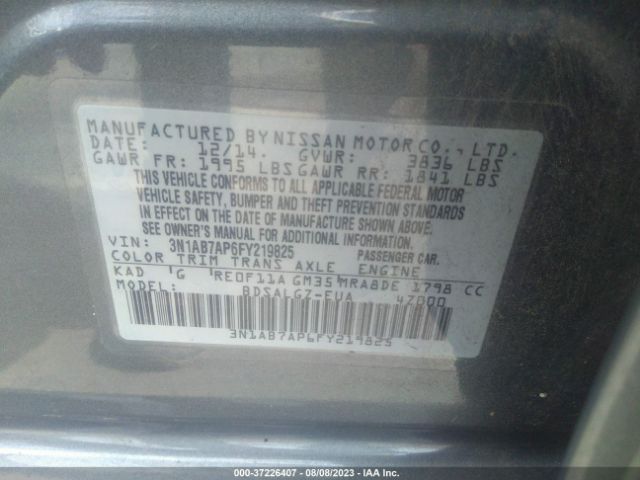 MANUFACTURED BY NISSAN MOTOR CO., LTD.
DATE: 12/14. GVWR: 3836 LBS
GAWR FR: 1995 LBS GAWR RR: 1841 LBS
THIS VEHICLE CONFORMS TO ALL APPLICABLE FEDERAL MOTOR
VEHICLE SAFETY, BUMPER AND THEFT PREVENTION STANDARDS
IN EFFECT ON THE DATE OF MANUFACTURE SHOWN ABOVE.
SEE OWNER'S MANUAL FOR ADDITIONAL INFORMATION
VIN: 3N1AB7AP6FY219825 PASSENGER CAR.
COLOR TRIM TRANS AXLE ENGINE
KAD G RE0F11A GM35 MRA8DE 1798 CC
MODEL: BDSALGZ-EUA 4Z000
3N1AB7AP6FY219825
000-37226407 - 08/08/2023 - IAA Inc.